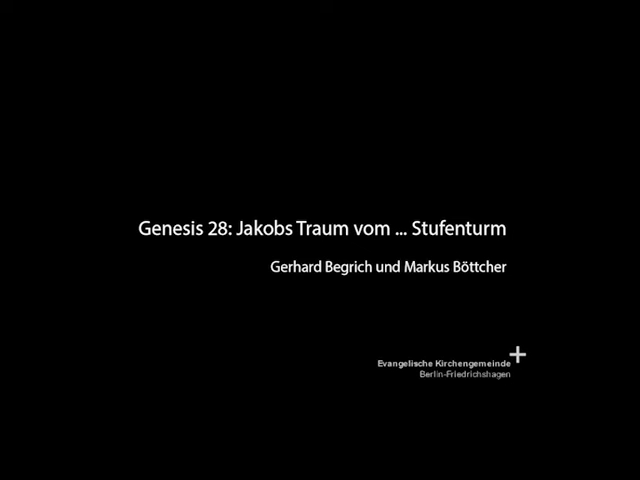 Genesis 28: Jakobs Traum vom ... Stufenturm
Gerhard Begrich und Markus Böttcher
Evangelische Kirchengemeinde
Berlin-Friedrichshagen